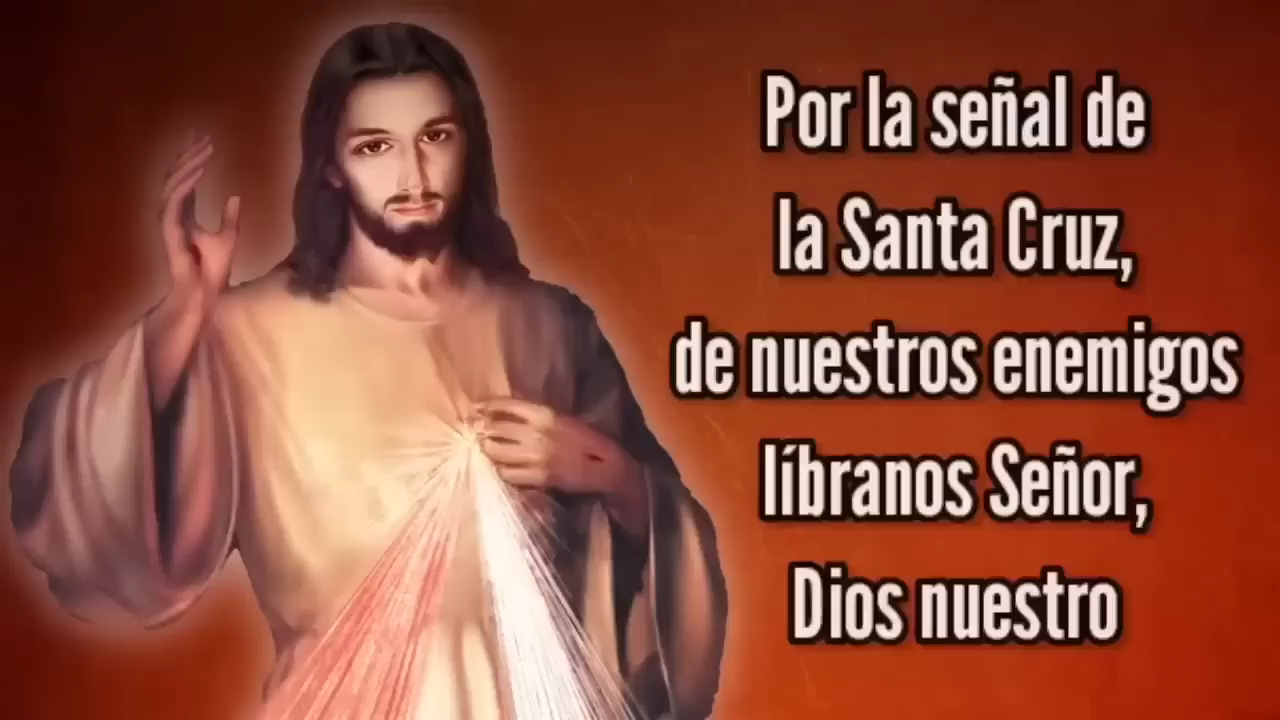 Por la señal de
la Santa Cruz,
de nuestros enemigos
líbranos Señor,
Dios nuestro